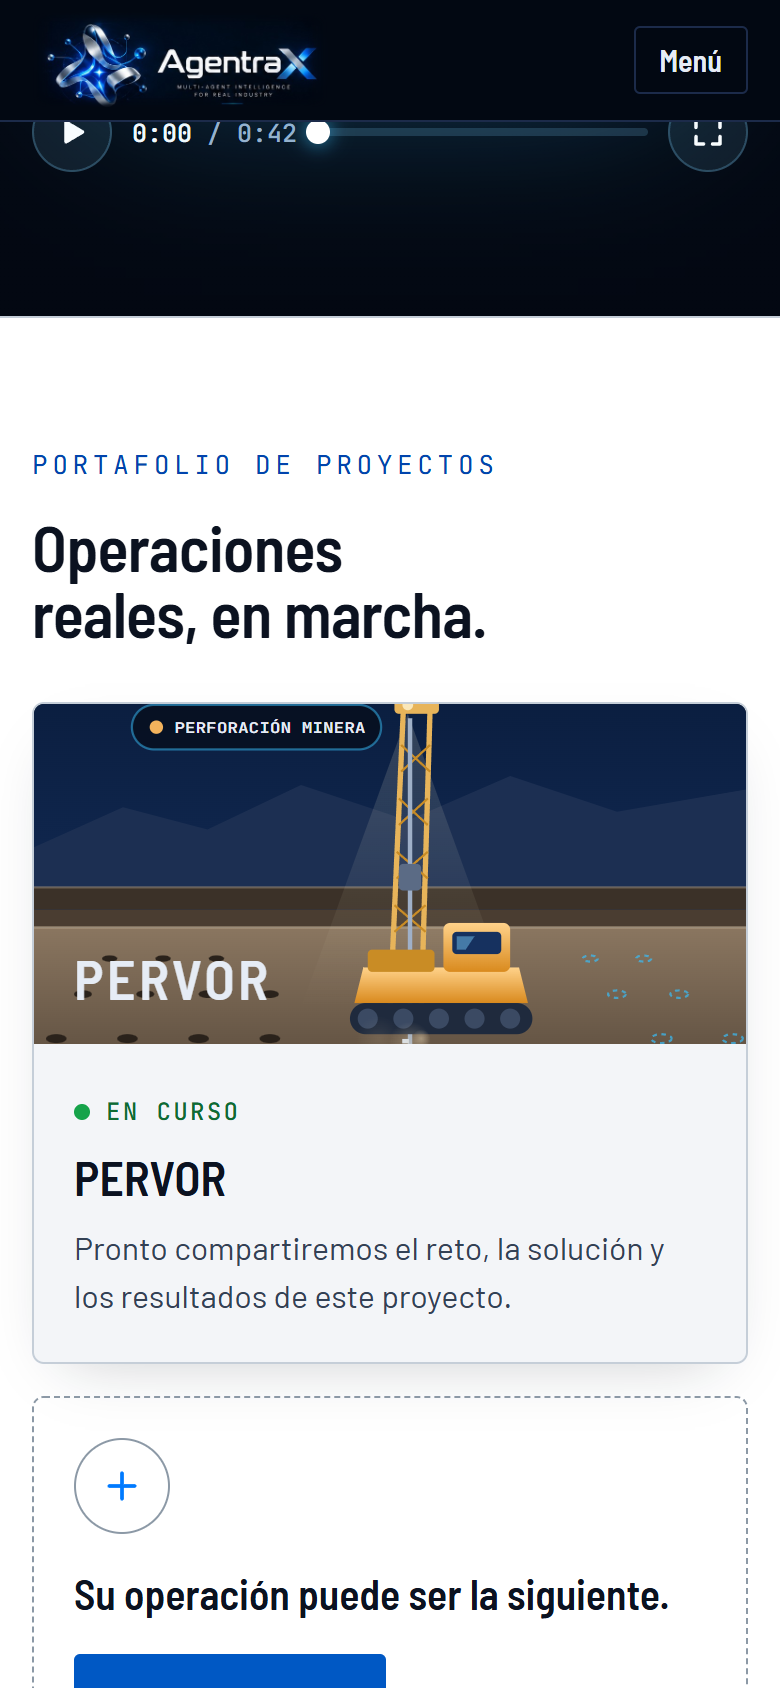 AgentraX
MULTI-AGENT INTELLIGENCE
FOR REAL INDUSTRY
Menú
0:00 / 0:42
PORTAFOLIO DE PROYECTOS
Operaciones
reales, en marcha.
PERFORACIÓN MINERA
PERVOR
EN CURSO
PERVOR
Pronto compartiremos el reto, la solución y
los resultados de este proyecto.
Su operación puede ser la siguiente.